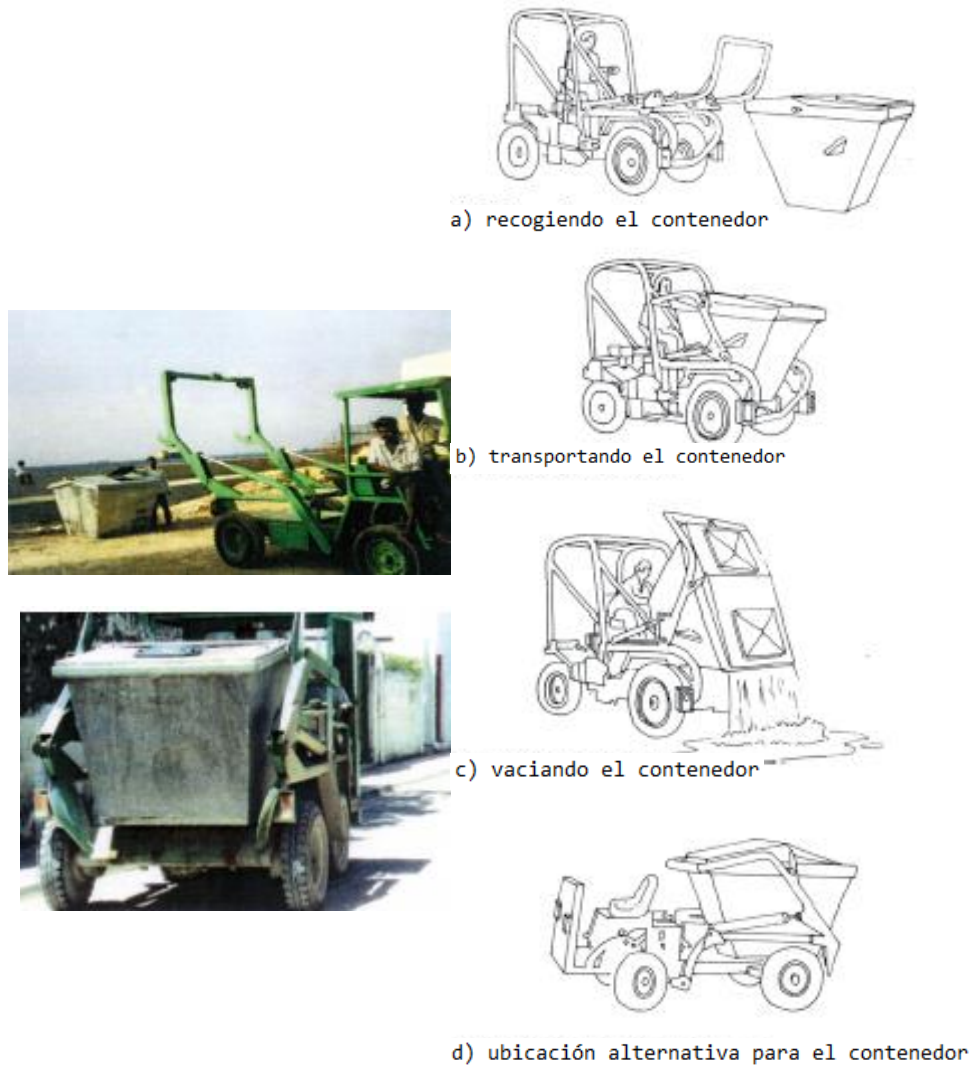 a) recogiendo el contenedor
b) transportando el contenedor
c) vaciando el contenedor
d) ubicación alternativa para el contenedor